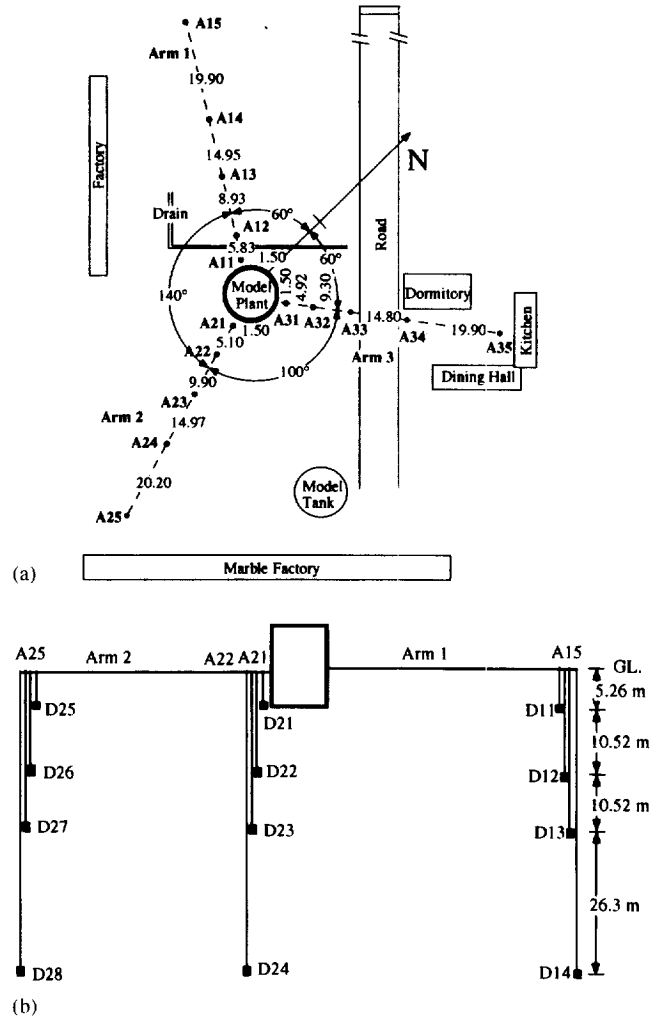 A15
Arm 1
19.90
Factory
A14
14.95
A13
N
8.93
Drain
60°
A12
Road
5.83
1.50
60°
A11
140°
Model
Plant
1.50
4.92
9.30
Dormitory
A21
1.50
A31
A32
A33
14.80
A34
19.90
A35
Kitchen
5.10
A22
Arm 3
100°
Dining Hall
9.90
A23
Arm 2
14.97
A24
20.20
Model
Tank
A25
(a)
Marble Factory
A25
Arm 2
A22
A21
Arm 1
A15
GL.
5.26 m
D25
D21
D11
10.52 m
D26
D22
D12
10.52 m
D27
D23
D13
26.3 m
D28
D24
D14
(b)